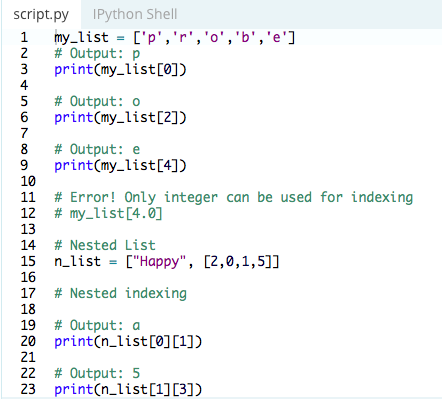 script.py IPython Shell
1 my_list = ['p','r','o','b','e']
2 # Output: p
3 print(my_list[0])
4
5 # Output: o
6 print(my_list[2])
7
8 # Output: e
9 print(my_list[4])
10
11 # Error! Only integer can be used for indexing
12 # my_list[4.0]
13
14 # Nested List
15 n_list = ["Happy", [2,0,1,5]]
16
17 # Nested indexing
18
19 # Output: a
20 print(n_list[0][1])
21
22 # Output: 5
23 print(n_list[1][3])